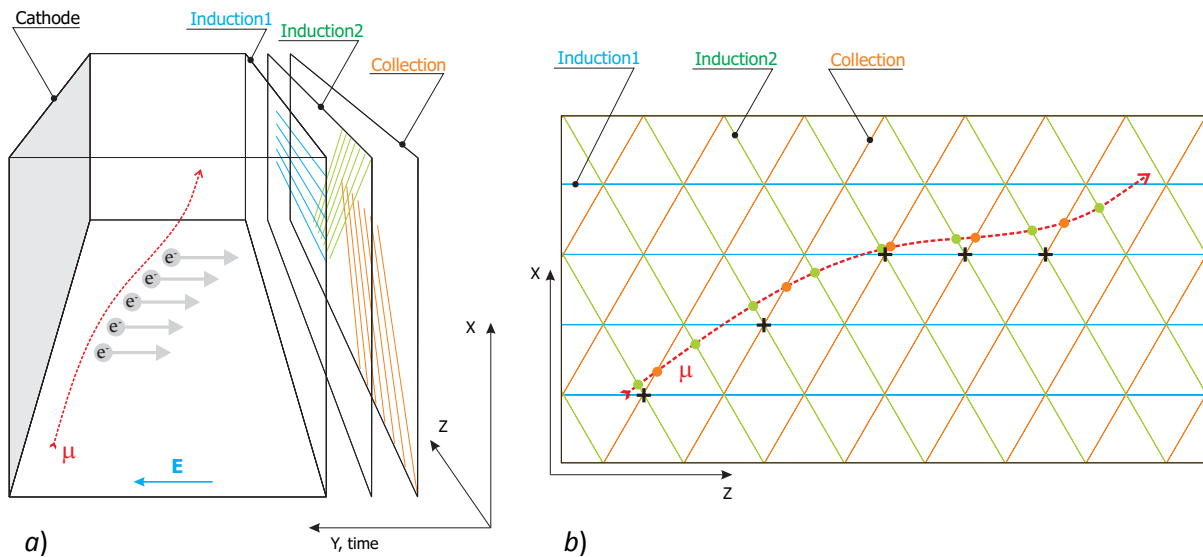 Cathode
Induction1
Induction2
Collection
e-
e-
e-
e-
e-
μ
E
X
Z
Y, time
a)
Induction1
Induction2
Collection
X
μ
Z
b)